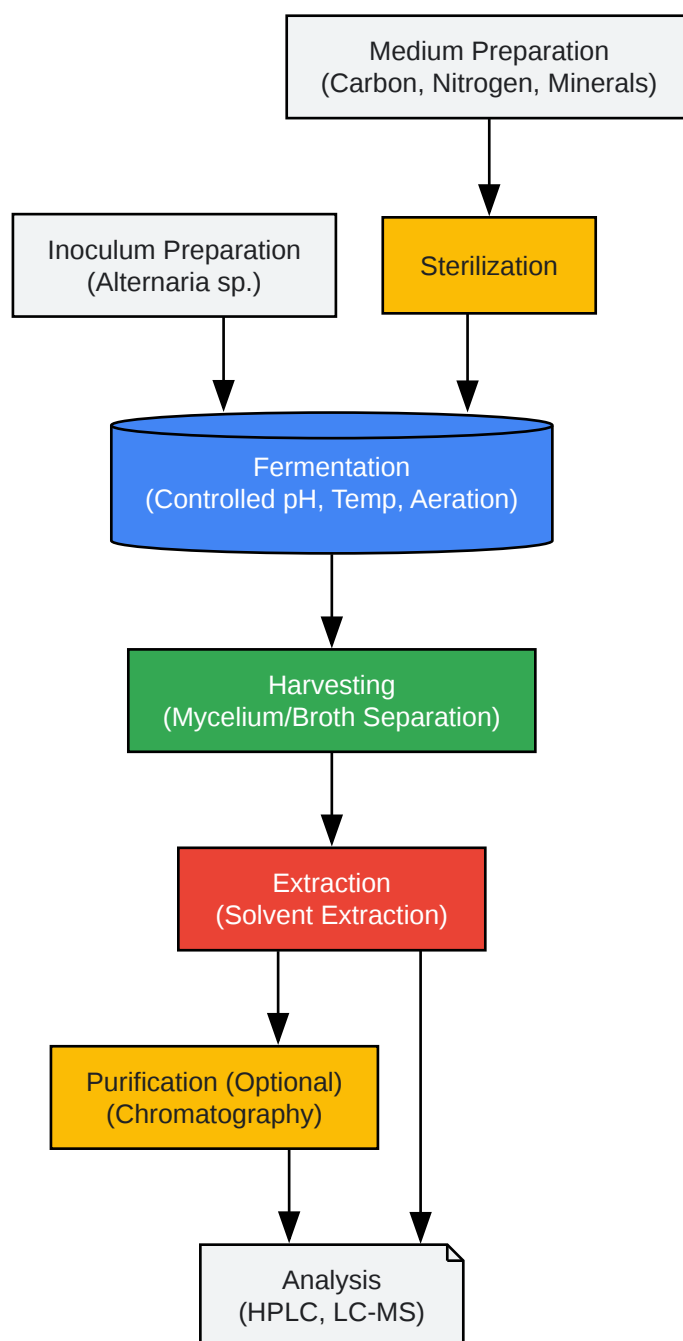 Medium Preparation
(Carbon, Nitrogen, Minerals)
Inoculum Preparation
(Alternaria sp.)
Sterilization
Fermentation
(Controlled pH, Temp, Aeration)
Harvesting
(Mycelium/Broth Separation)
Extraction
(Solvent Extraction)
Purification (Optional)
(Chromatography)
Analysis
(HPLC, LC-MS)